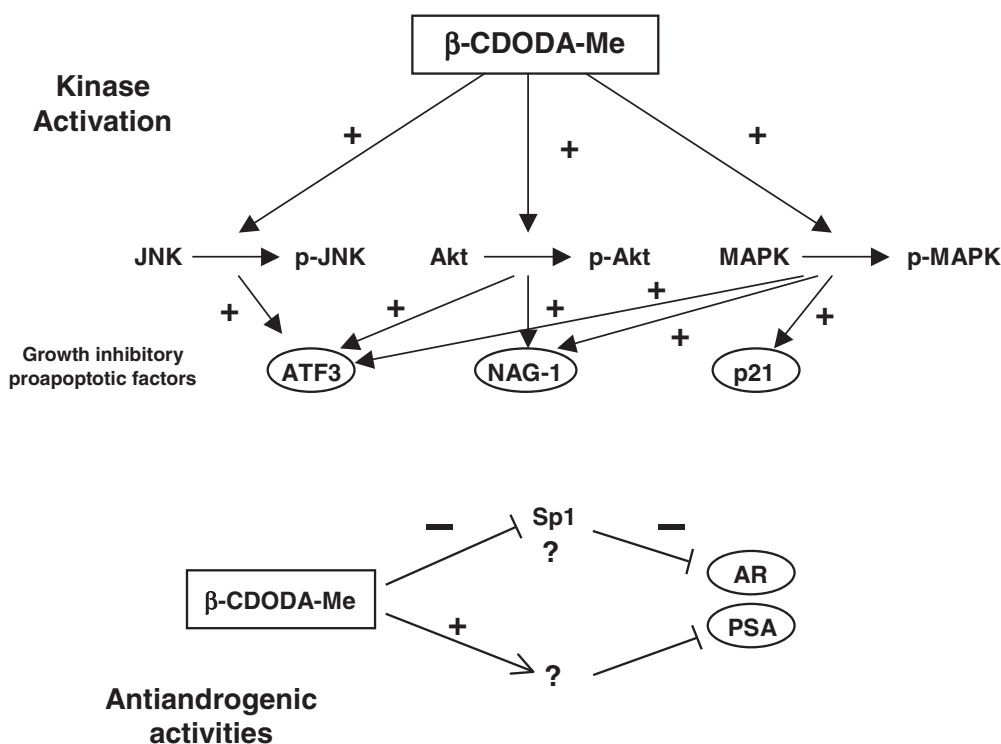 β-CDODA-Me
Kinase
Activation
+
+
+
JNK
p-JNK
Akt
p-Akt
MAPK
p-MAPK
+
+
+
+
+
+
Growth inhibitory
proapoptotic factors
ATF3
NAG-1
p21
–
Sp1
?
–
AR
β-CDODA-Me
+
PSA
?
Antiandrogenic
activities